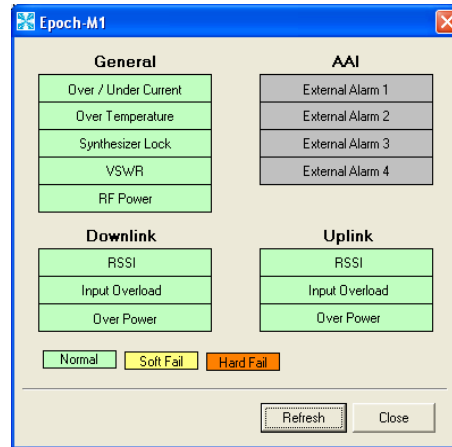 Epoch-M1
General
Over / Under Current
Over Temperature
Synthesizer Lock
VSWR
RF Power
AAI
External Alarm 1
External Alarm 2
External Alarm 3
External Alarm 4
Downlink
RSSI
Input Overload
Over Power
Uplink
RSSI
Input Overload
Over Power
Normal
Soft Fail
Hard Fail
Refresh
Close